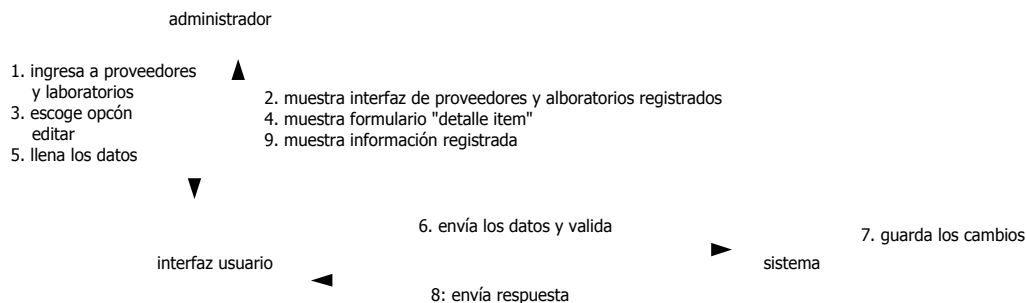 administrador
1. ingresa a proveedores
y laboratorios
3. escoge opcón
editar
5. llena los datos
2. muestra interfaz de proveedores y alboratorios registrados
4. muestra formulario "detalle item"
9. muestra información registrada
6. envía los datos y valida
7. guarda los cambios
interfaz usuario
sistema
8: envía respuesta